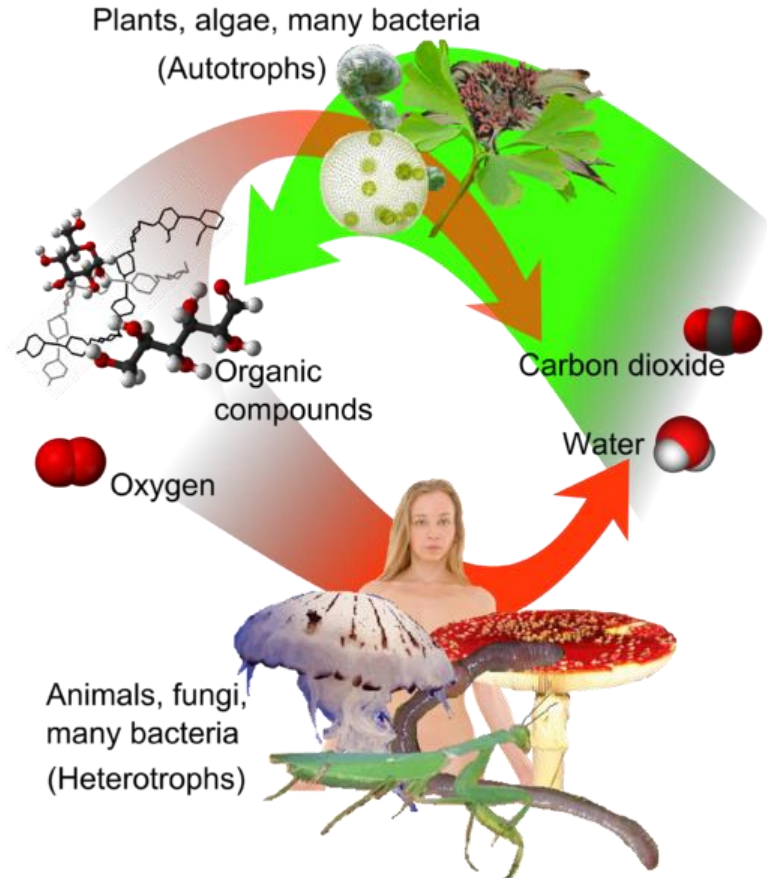 Plants, algae, many bacteria
(Autotrophs)
Carbon dioxide
Organic
compounds
Water
Oxygen
Animals, fungi,
many bacteria
(Heterotrophs)